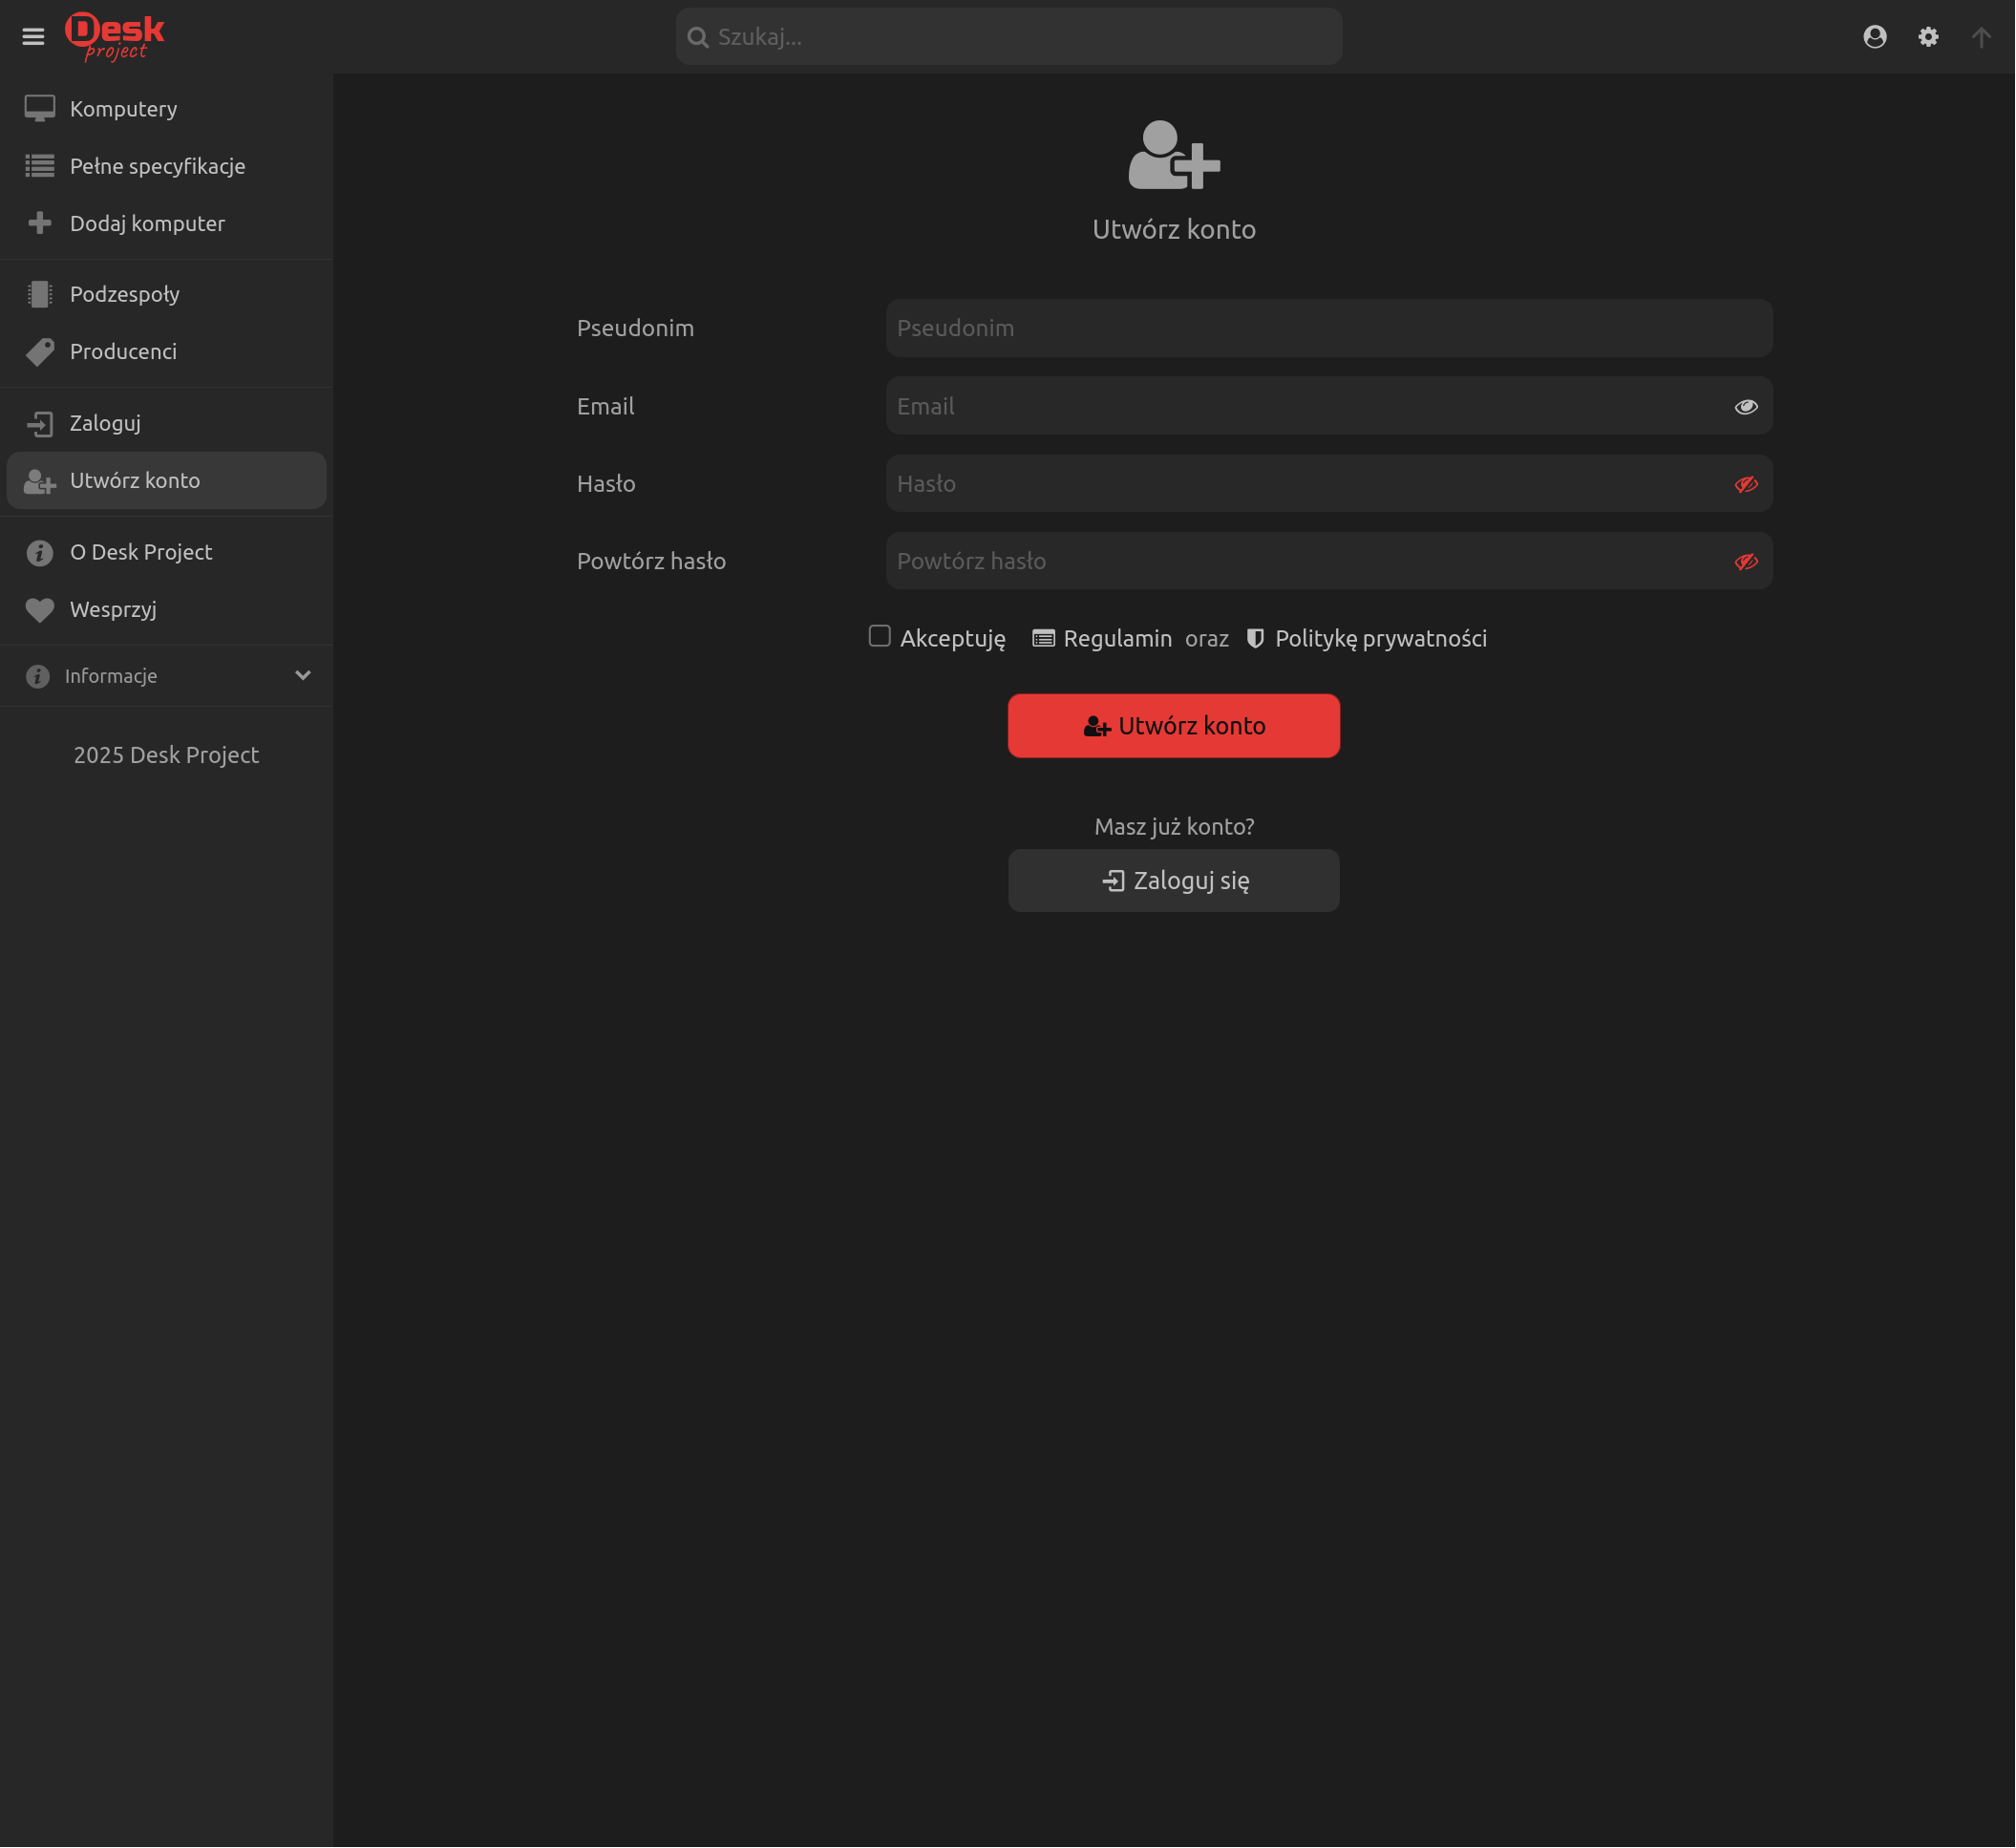 Desk
project
Szukaj...
Komputery
Pełne specyfikacje
Dodaj komputer
Podzespoły
Producenci
Zaloguj
Utwórz konto
O Desk Project
Wesprzyj
Informacje
2025 Desk Project
Utwórz konto
Pseudonim Pseudonim
Email Email
Hasło Hasło
Powtórz hasło Powtórz hasło
Akceptuję Regulamin oraz Politykę prywatności
Utwórz konto
Masz już konto?
Zaloguj się